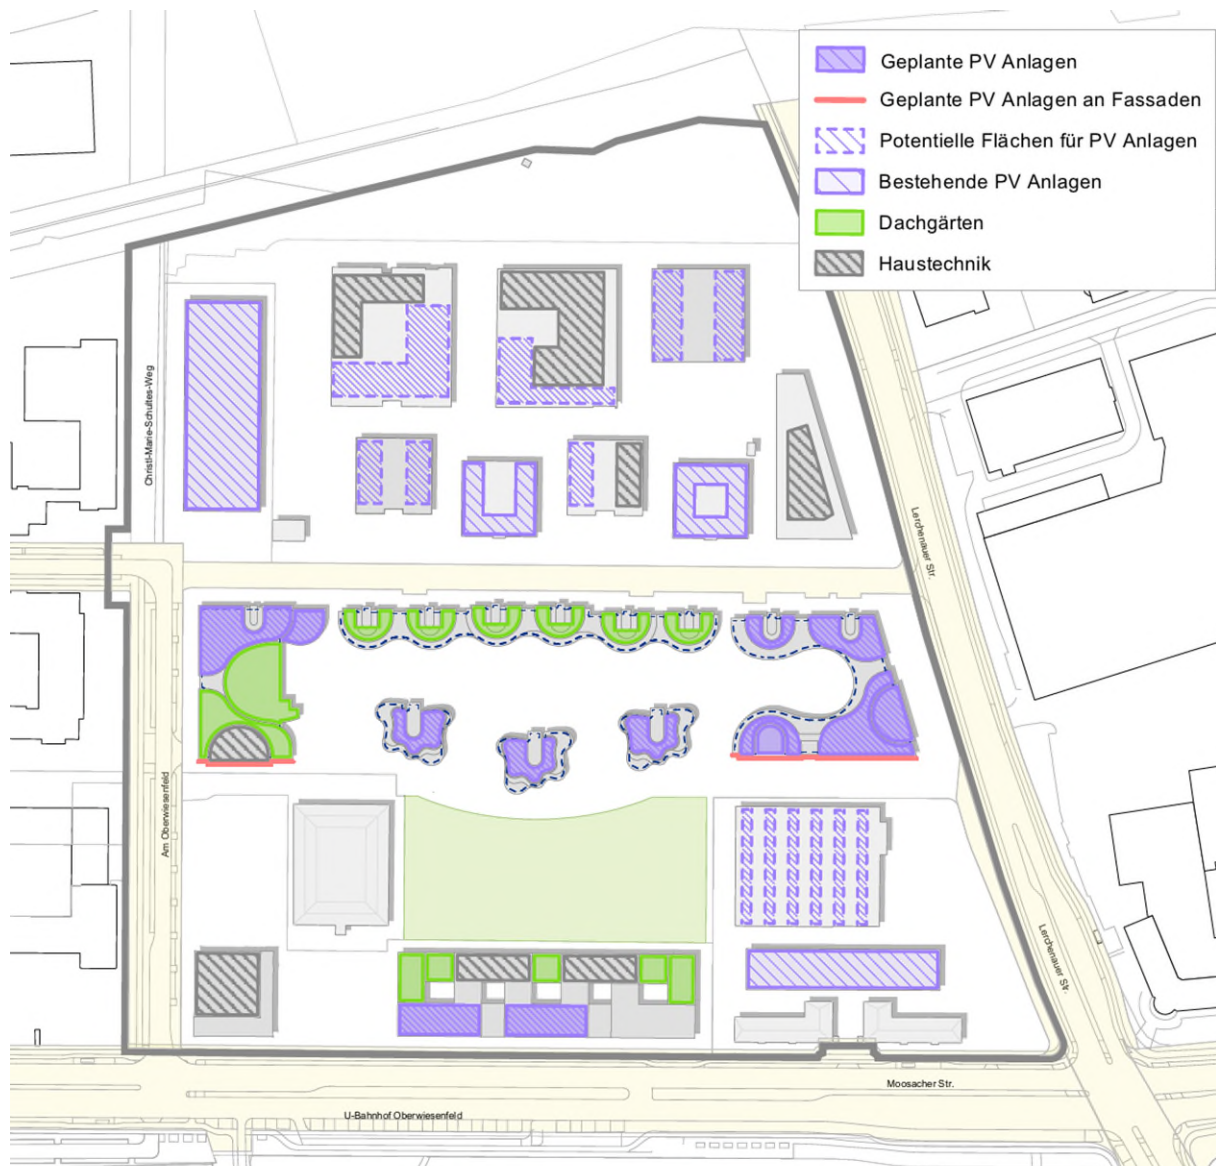 Geplante PV Anlagen
Geplante PV Anlagen an Fassaden
Potentielle Flächen für PV Anlagen
Bestehende PV Anlagen
Dachgärten
Haustechnik
Christl-Marie-Schultes-Weg
Lerchenauer Str.
Am Oberwiesenfeld
Lerchenauer Str.
Moosacher Str.
U-Bahnhof Oberwiesenfeld